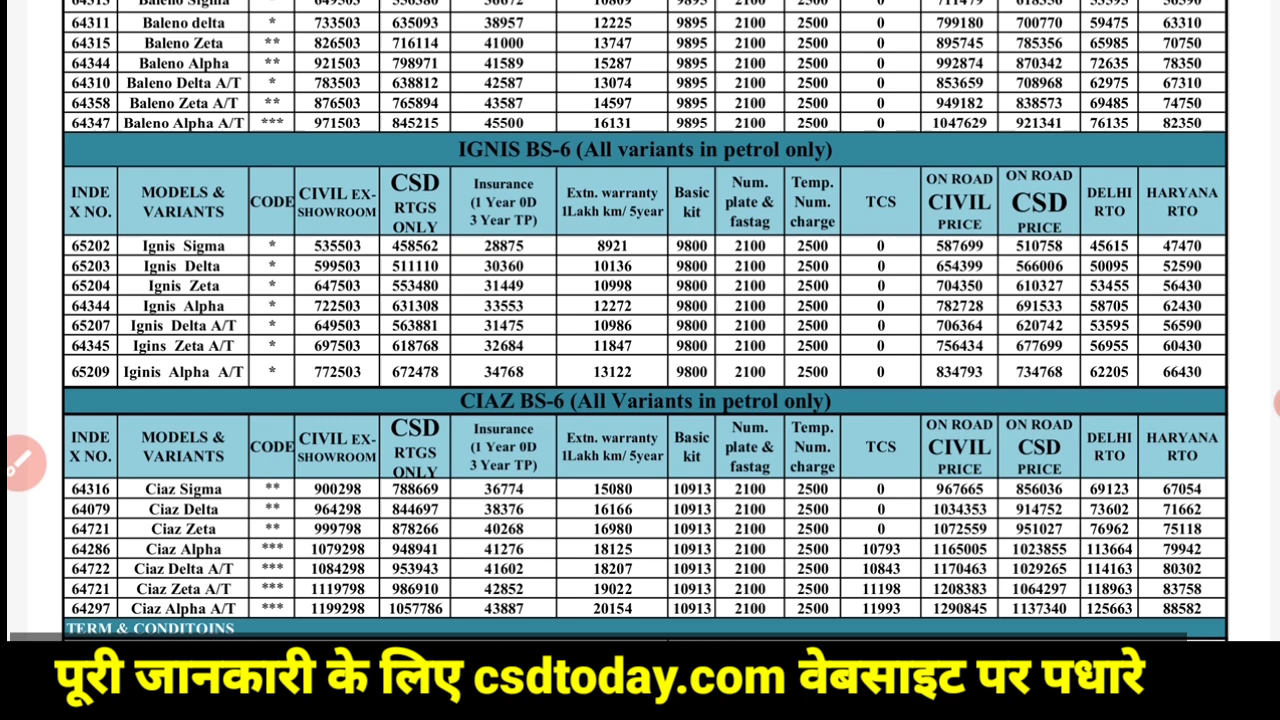 64311 Baleno delta * 733503 635093 38957 12225 9895 2100 2500 0 799180 700770 59475 63310
64315 Baleno Zeta ** 826503 716114 41000 13747 9895 2100 2500 0 895745 785356 65985 70750
64344 Baleno Alpha ** 921503 798971 41589 15287 9895 2100 2500 0 992874 870342 72635 78350
64310 Baleno Delta A/T * 783503 638812 42587 13074 9895 2100 2500 0 853659 708968 62975 67310
64358 Baleno Zeta A/T ** 876503 765894 43587 14597 9895 2100 2500 0 949182 838573 69485 74750
64347 Baleno Alpha A/T *** 971503 845215 45500 16131 9895 2100 2500 0 1047629 921341 76135 82350
IGNIS BS-6 (All variants in petrol only)
INDE X NO. MODELS & VARIANTS CODE CIVIL EX-SHOWROOM CSD RTGS ONLY Insurance (1 Year 0D 3 Year TP) Extn. warranty 1Lakh km/ 5year Basic kit Num. plate & fastag Temp. Num. charge TCS ON ROAD CIVIL PRICE ON ROAD CSD PRICE DELHI RTO HARYANA RTO
65202 Ignis Sigma * 535503 458562 28875 8921 9800 2100 2500 0 587699 510758 45615 47470
65203 Ignis Delta * 599503 511110 30360 10136 9800 2100 2500 0 654399 566006 50095 52590
65204 Ignis Zeta * 647503 553480 31449 10998 9800 2100 2500 0 704350 610327 53455 56430
64344 Ignis Alpha * 722503 631308 33553 12272 9800 2100 2500 0 782728 691533 58705 62430
65207 Ignis Delta A/T * 649503 563881 31475 10986 9800 2100 2500 0 706364 620742 53595 56590
64345 Igins Zeta A/T * 697503 618768 32684 11847 9800 2100 2500 0 756434 677699 56955 60430
65209 Iginis Alpha A/T * 772503 672478 34768 13122 9800 2100 2500 0 834793 734768 62205 66430
CIAZ BS-6 (All Variants in petrol only)
INDE X NO. MODELS & VARIANTS CODE CIVIL EX-SHOWROOM CSD RTGS ONLY Insurance (1 Year 0D 3 Year TP) Extn. warranty 1Lakh km/ 5year Basic kit Num. plate & fastag Temp. Num. charge TCS ON ROAD CIVIL PRICE ON ROAD CSD PRICE DELHI RTO HARYANA RTO
64316 Ciaz Sigma ** 900298 788669 36774 15080 10913 2100 2500 0 967665 856036 69123 67054
64079 Ciaz Delta ** 964298 844697 38376 16166 10913 2100 2500 0 1034353 914752 73602 71662
64721 Ciaz Zeta ** 999798 878266 40268 16980 10913 2100 2500 0 1072559 951027 76962 75118
64286 Ciaz Alpha *** 1079298 948941 41276 18125 10913 2100 2500 10793 1165005 1023855 113664 79942
64722 Ciaz Delta A/T *** 1084298 953943 41602 18207 10913 2100 2500 10843 1170463 1029265 114163 80302
64721 Ciaz Zeta A/T *** 1119798 986910 42852 19022 10913 2100 2500 11198 1208383 1064297 118963 83758
64297 Ciaz Alpha A/T *** 1199298 1057786 43887 20154 10913 2100 2500 11993 1290845 1137340 125663 88582
TERM & CONDITOINS
पूरी जानकारी के लिए csdtoday.com वेबसाइट पर पधारे